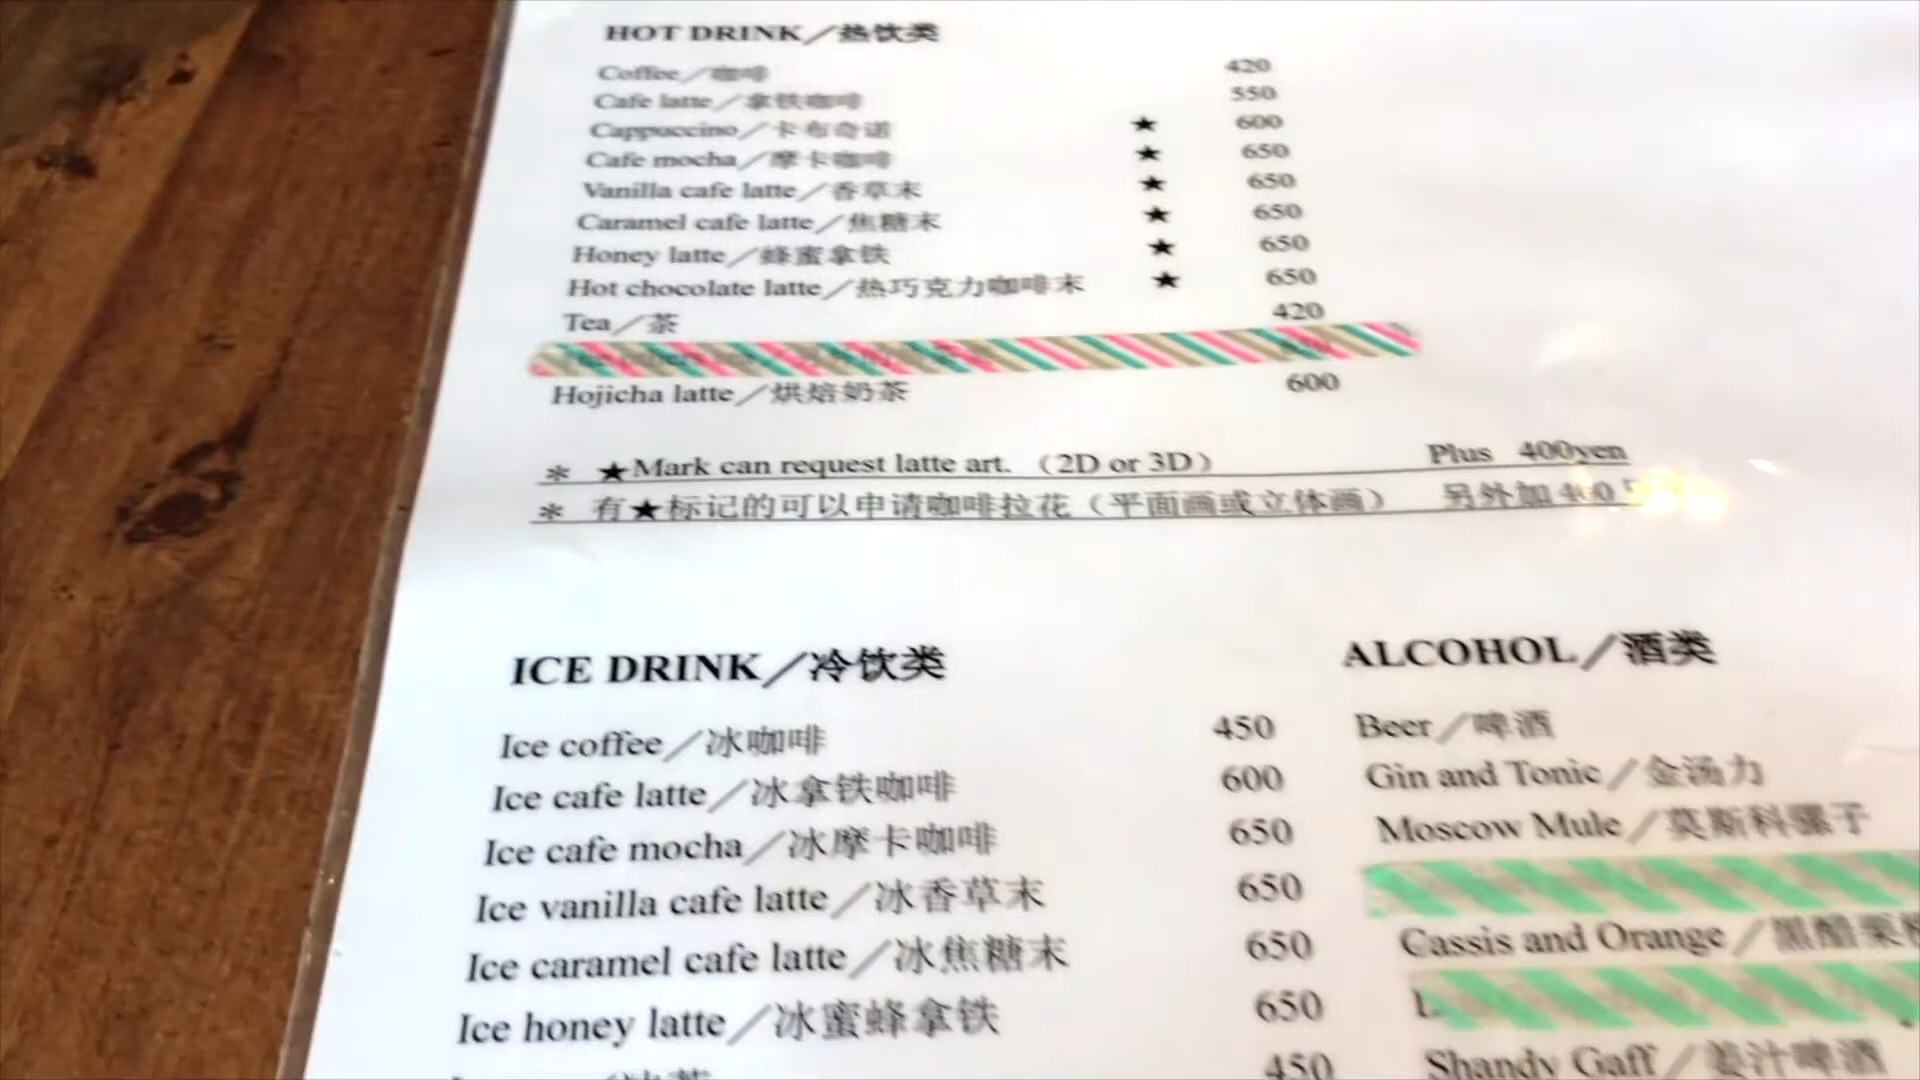 HOT DRINK／热饮类
Coffee／咖啡 420
Cafe latte／拿铁咖啡 550
Cappuccino／卡布奇诺 ★ 600
Cafe mocha／摩卡咖啡 ★ 650
Vanilla cafe latte／香草末 ★ 650
Caramel cafe latte／焦糖末 ★ 650
Honey latte／蜂蜜拿铁 ★ 650
Hot chocolate latte／热巧克力咖啡末 ★ 650
Tea／茶 420
Hojicha latte／烘焙奶茶 600
＊ ★Mark can request latte art.（2D or 3D） Plus 400yen
＊ 有★标记的可以申请咖啡拉花（平面画或立体画） 另外加 400
ICE DRINK／冷饮类
Ice coffee／冰咖啡 450
Ice cafe latte／冰拿铁咖啡 600
Ice cafe mocha／冰摩卡咖啡 650
Ice vanilla cafe latte／冰香草末 650
Ice caramel cafe latte／冰焦糖末 650
Ice honey latte／冰蜜蜂拿铁 650
450
ALCOHOL／酒类
Beer／啤酒
Gin and Tonic／金汤力
Moscow Mule／莫斯科骡子
Cassis and Orange／黑醋栗
Shandy Gaff／姜汁啤酒